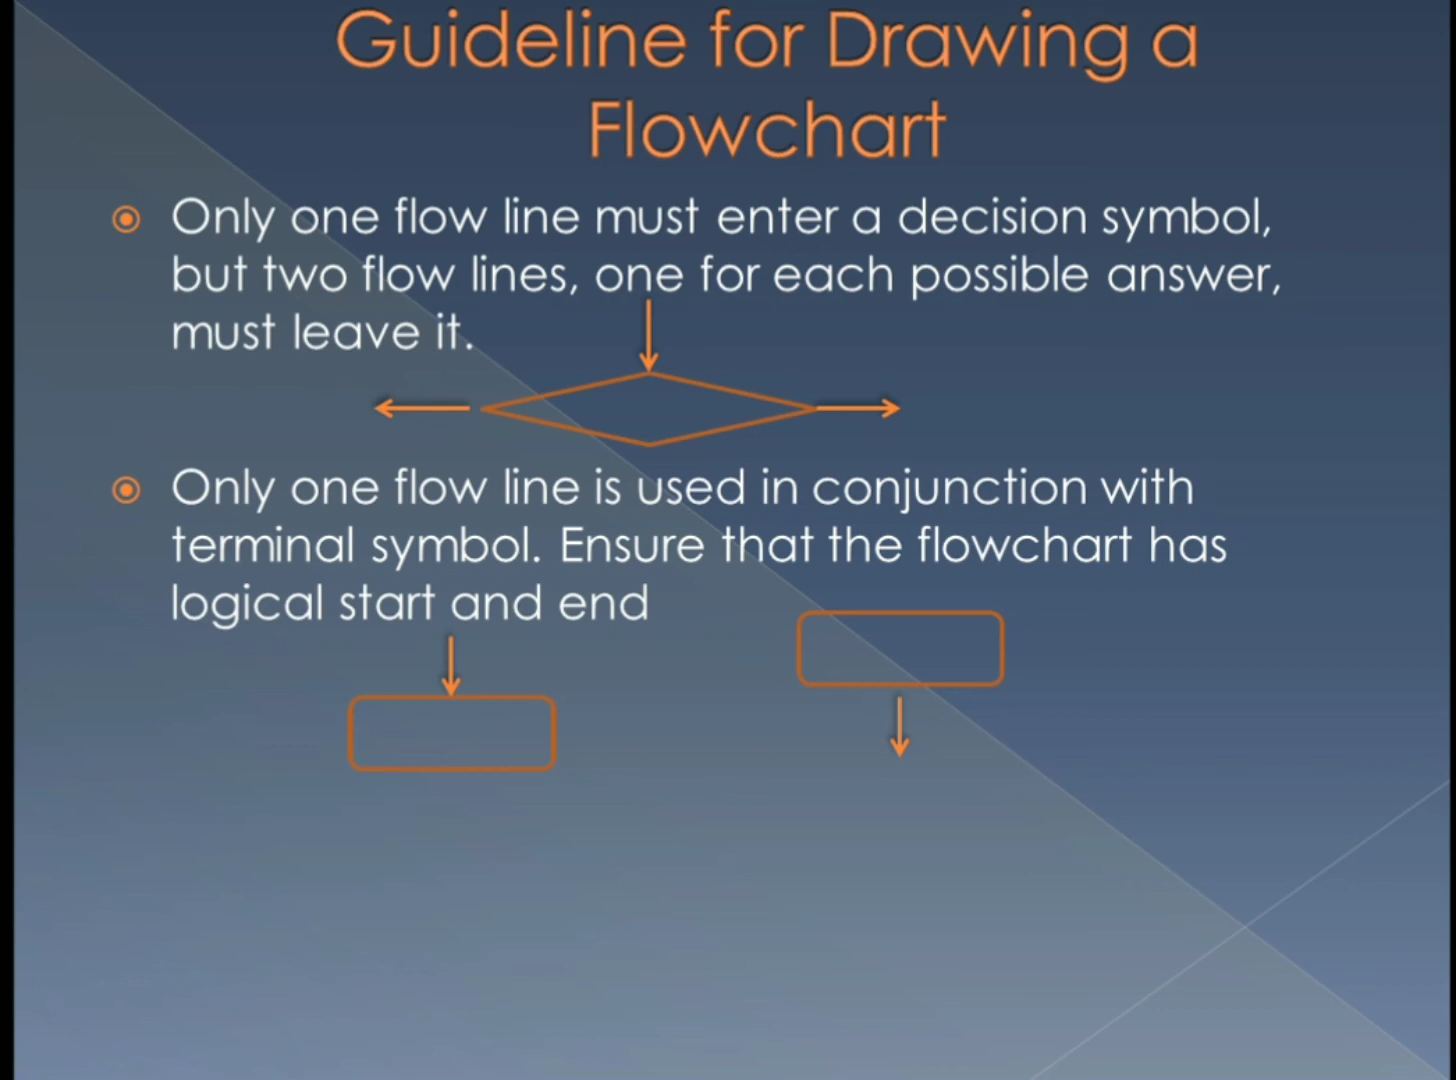 Guideline for Drawing a
Flowchart
Only one flow line must enter a decision symbol,
but two flow lines, one for each possible answer,
must leave it.
Only one flow line is used in conjunction with
terminal symbol. Ensure that the flowchart has
logical start and end